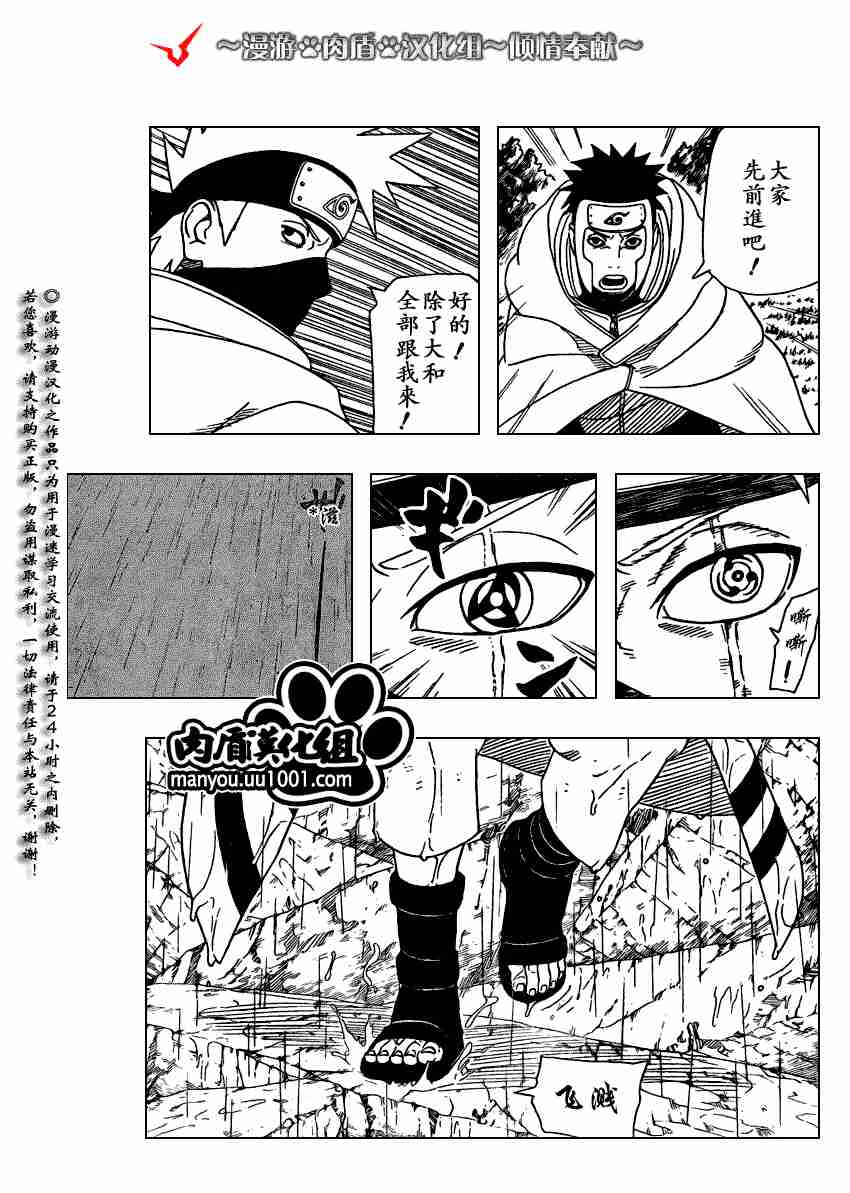 ～漫游肉盾汉化组～倾情奉献～
大家
先前進吧！
好的！
除了大和
全部跟我來！
嘶
嘶！
ギ
*滋
肉盾漢化组
manyou.uu1001.com
飞溅
◎漫游动漫汉化之作品只为用于漫迷学习交流使用，请于24小时之内删除，
若您喜欢，请支持购买正版，勿盗用谋取私利，一切法律责任与本站无关，谢谢！